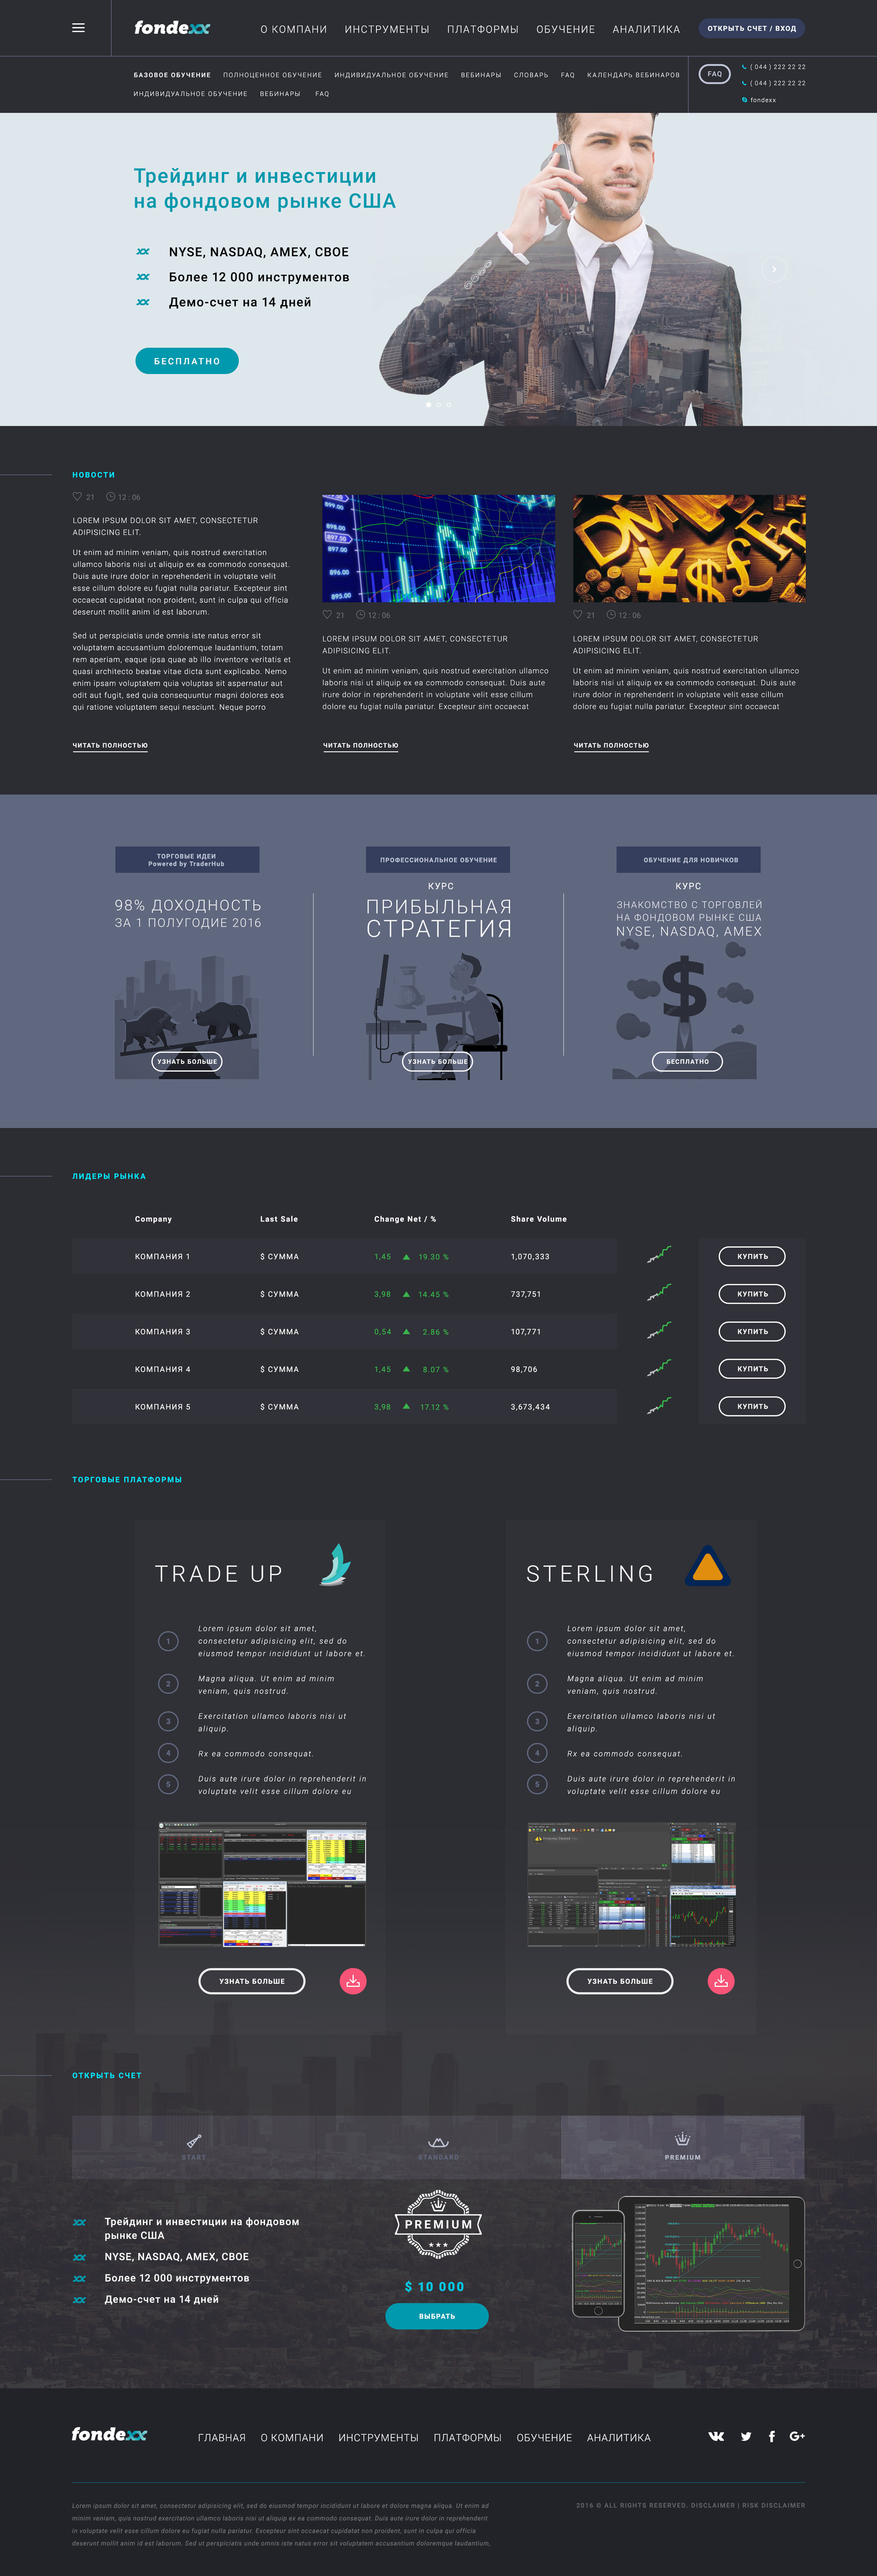 fondexx
О КОМПАНИ ИНСТРУМЕНТЫ ПЛАТФОРМЫ ОБУЧЕНИЕ АНАЛИТИКА
ОТКРЫТЬ СЧЕТ / ВХОД
БАЗОВОЕ ОБУЧЕНИЕ ПОЛНОЦЕННОЕ ОБУЧЕНИЕ ИНДИВИДУАЛЬНОЕ ОБУЧЕНИЕ ВЕБИНАРЫ СЛОВАРЬ FAQ КАЛЕНДАРЬ ВЕБИНАРОВ
ИНДИВИДУАЛЬНОЕ ОБУЧЕНИЕ ВЕБИНАРЫ FAQ
FAQ
( 044 ) 222 22 22
( 044 ) 222 22 22
fondexx
Трейдинг и инвестиции
на фондовом рынке США
NYSE, NASDAQ, AMEX, CBOE
Более 12 000 инструментов
Демо-счет на 14 дней
БЕСПЛАТНО
НОВОСТИ
21 12 : 06
LOREM IPSUM DOLOR SIT AMET, CONSECTETUR
ADIPISICING ELIT.
Ut enim ad minim veniam, quis nostrud exercitation
ullamco laboris nisi ut aliquip ex ea commodo consequat.
Duis aute irure dolor in reprehenderit in voluptate velit
esse cillum dolore eu fugiat nulla pariatur. Excepteur sint
occaecat cupidatat non proident, sunt in culpa qui officia
deserunt mollit anim id est laborum.
Sed ut perspiciatis unde omnis iste natus error sit
voluptatem accusantium doloremque laudantium, totam
rem aperiam, eaque ipsa quae ab illo inventore veritatis et
quasi architecto beatae vitae dicta sunt explicabo. Nemo
enim ipsam voluptatem quia voluptas sit aspernatur aut
odit aut fugit, sed quia consequuntur magni dolores eos
qui ratione voluptatem sequi nesciunt. Neque porro
ЧИТАТЬ ПОЛНОСТЬЮ
899.00
898.00
897.50
897.00
896.00
895.00
21 12 : 06
LOREM IPSUM DOLOR SIT AMET, CONSECTETUR
ADIPISICING ELIT.
Ut enim ad minim veniam, quis nostrud exercitation ullamco
laboris nisi ut aliquip ex ea commodo consequat. Duis aute
irure dolor in reprehenderit in voluptate velit esse cillum
dolore eu fugiat nulla pariatur. Excepteur sint occaecat
ЧИТАТЬ ПОЛНОСТЬЮ
DM
¥ £ Fr
21 12 : 06
LOREM IPSUM DOLOR SIT AMET, CONSECTETUR
ADIPISICING ELIT.
Ut enim ad minim veniam, quis nostrud exercitation ullamco
laboris nisi ut aliquip ex ea commodo consequat. Duis aute
irure dolor in reprehenderit in voluptate velit esse cillum
dolore eu fugiat nulla pariatur. Excepteur sint occaecat
ЧИТАТЬ ПОЛНОСТЬЮ
ТОРГОВЫЕ ИДЕИ
Powered by TraderHub
98% ДОХОДНОСТЬ
ЗА 1 ПОЛУГОДИЕ 2016
УЗНАТЬ БОЛЬШЕ
ПРОФЕССИОНАЛЬНОЕ ОБУЧЕНИЕ
КУРС
ПРИБЫЛЬНАЯ
СТРАТЕГИЯ
УЗНАТЬ БОЛЬШЕ
ОБУЧЕНИЕ ДЛЯ НОВИЧКОВ
КУРС
ЗНАКОМСТВО С ТОРГОВЛЕЙ
НА ФОНДОВОМ РЫНКЕ США
NYSE, NASDAQ, AMEX
$
БЕСПЛАТНО
ЛИДЕРЫ РЫНКА
Company Last Sale Change Net / % Share Volume
КОМПАНИЯ 1 $ СУММА 1,45 19.30 % 1,070,333 КУПИТЬ
КОМПАНИЯ 2 $ СУММА 3,98 14.45 % 737,751 КУПИТЬ
КОМПАНИЯ 3 $ СУММА 0,54 2.86 % 107,771 КУПИТЬ
КОМПАНИЯ 4 $ СУММА 1,45 8.07 % 98,706 КУПИТЬ
КОМПАНИЯ 5 $ СУММА 3,98 17.12 % 3,673,434 КУПИТЬ
ТОРГОВЫЕ ПЛАТФОРМЫ
TRADE UP
1 Lorem ipsum dolor sit amet,
consectetur adipisicing elit, sed do
eiusmod tempor incididunt ut labore et.
2 Magna aliqua. Ut enim ad minim
veniam, quis nostrud.
3 Exercitation ullamco laboris nisi ut
aliquip.
4 Rx ea commodo consequat.
5 Duis aute irure dolor in reprehenderit in
voluptate velit esse cillum dolore eu
УЗНАТЬ БОЛЬШЕ
STERLING
1 Lorem ipsum dolor sit amet,
consectetur adipisicing elit, sed do
eiusmod tempor incididunt ut labore et.
2 Magna aliqua. Ut enim ad minim
veniam, quis nostrud.
3 Exercitation ullamco laboris nisi ut
aliquip.
4 Rx ea commodo consequat.
5 Duis aute irure dolor in reprehenderit in
voluptate velit esse cillum dolore eu
УЗНАТЬ БОЛЬШЕ
ОТКРЫТЬ СЧЕТ
START STANDARD PREMIUM
Трейдинг и инвестиции на фондовом
рынке США
NYSE, NASDAQ, AMEX, CBOE
Более 12 000 инструментов
Демо-счет на 14 дней
PREMIUM
$ 10 000
ВЫБРАТЬ
fondexx
ГЛАВНАЯ О КОМПАНИ ИНСТРУМЕНТЫ ПЛАТФОРМЫ ОБУЧЕНИЕ АНАЛИТИКА
G+
Lorem ipsum dolor sit amet, consectetur adipisicing elit, sed do eiusmod tempor incididunt ut labore et dolore magna aliqua. Ut enim ad
minim veniam, quis nostrud exercitation ullamco laboris nisi ut aliquip ex ea commodo consequat. Duis aute irure dolor in reprehenderit
in voluptate velit esse cillum dolore eu fugiat nulla pariatur. Excepteur sint occaecat cupidatat non proident, sunt in culpa qui officia
deserunt mollit anim id est laborum. Sed ut perspiciatis unde omnis iste natus error sit voluptatem accusantium doloremque laudantium,
2016 © ALL RIGHTS RESERVED. DISCLAIMER | RISK DISCLAIMER